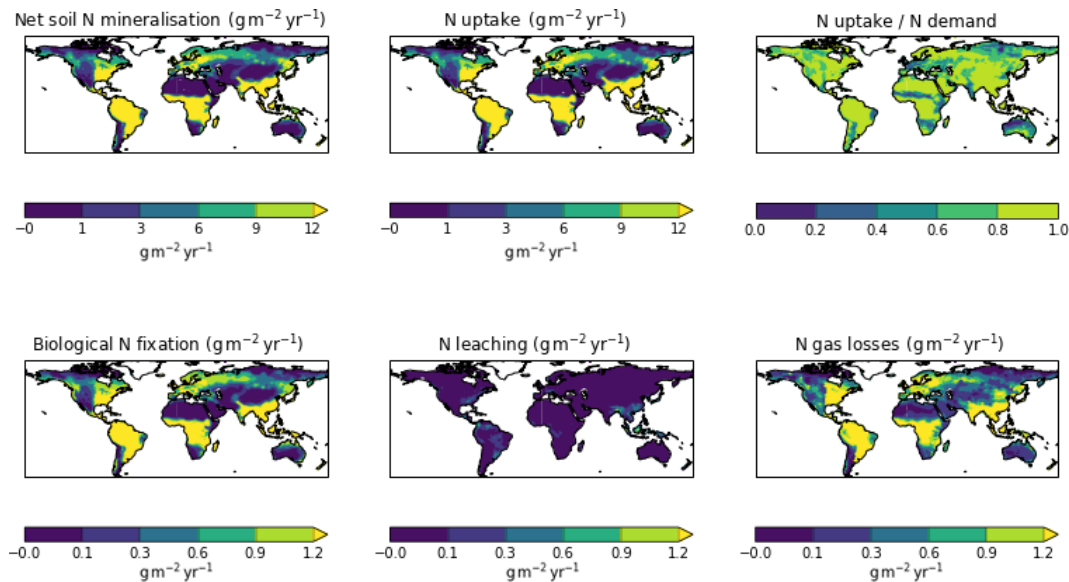 Net soil N mineralisation (g m⁻² yr⁻¹)
N uptake (g m⁻² yr⁻¹)
N uptake / N demand
−0 1 3 6 9 12
g m⁻² yr⁻¹
−0 1 3 6 9 12
g m⁻² yr⁻¹
0.0 0.2 0.4 0.6 0.8 1.0
Biological N fixation (g m⁻² yr⁻¹)
N leaching (g m⁻² yr⁻¹)
N gas losses (g m⁻² yr⁻¹)
−0.0 0.1 0.3 0.6 0.9 1.2
g m⁻² yr⁻¹
−0.0 0.1 0.3 0.6 0.9 1.2
g m⁻² yr⁻¹
−0.0 0.1 0.3 0.6 0.9 1.2
g m⁻² yr⁻¹